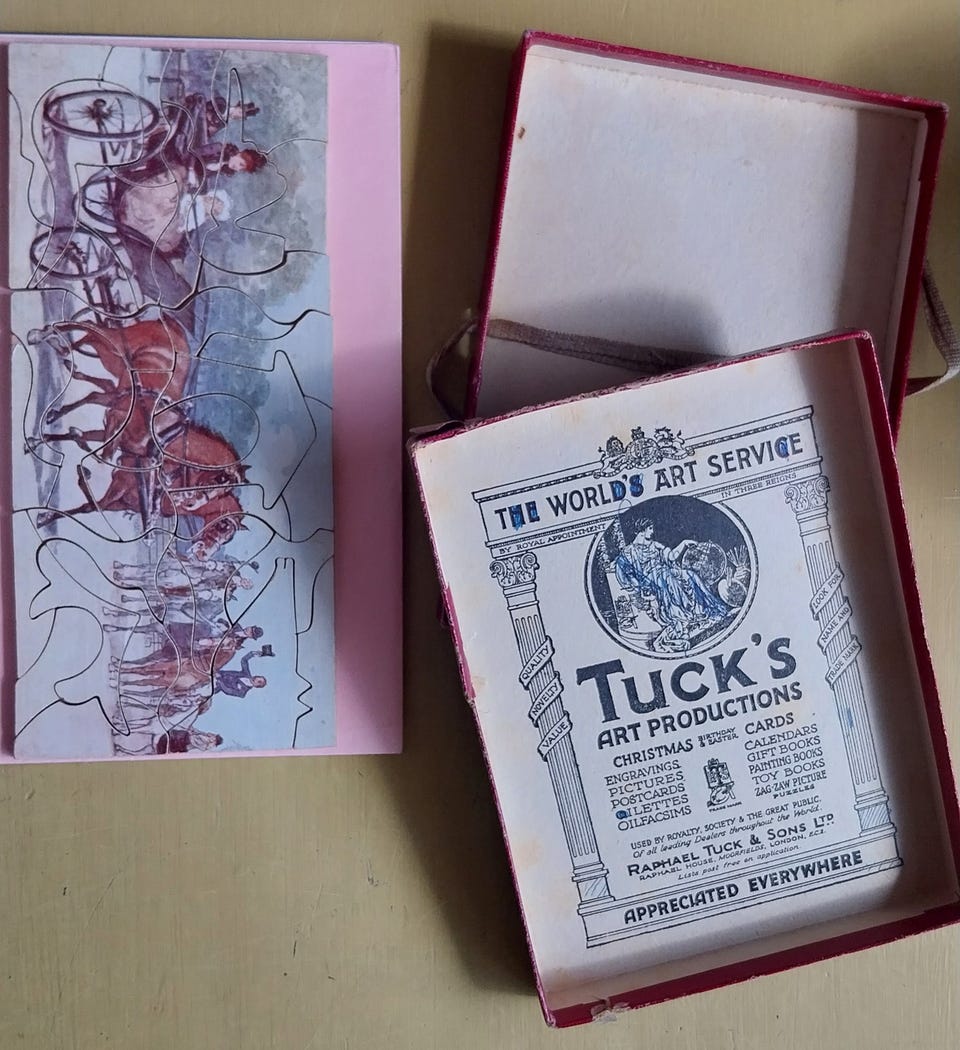 THE WORLD'S ART SERVICE
BY ROYAL APPOINTMENT
IN THREE REIGNS
QUALITY
NOVELTY
VALUE
LOOK FOR
NAME AND
TRADE MARK
TUCK'S
ART PRODUCTIONS
CHRISTMAS BIRTHDAY & EASTER CARDS
ENGRAVINGS
PICTURES
POSTCARDS
OILETTES
OILFACSIMS
CALENDARS
GIFT BOOKS
PAINTING BOOKS
TOY BOOKS
ZAG-ZAW PICTURE
PUZZLES
TRADE MARK
USED BY ROYALTY, SOCIETY & THE GREAT PUBLIC.
Of all leading Dealers throughout the World.
RAPHAEL TUCK & SONS LTD
RAPHAEL HOUSE, MOORFIELDS, LONDON, E.C.2.
Lists post free on application.
APPRECIATED EVERYWHERE